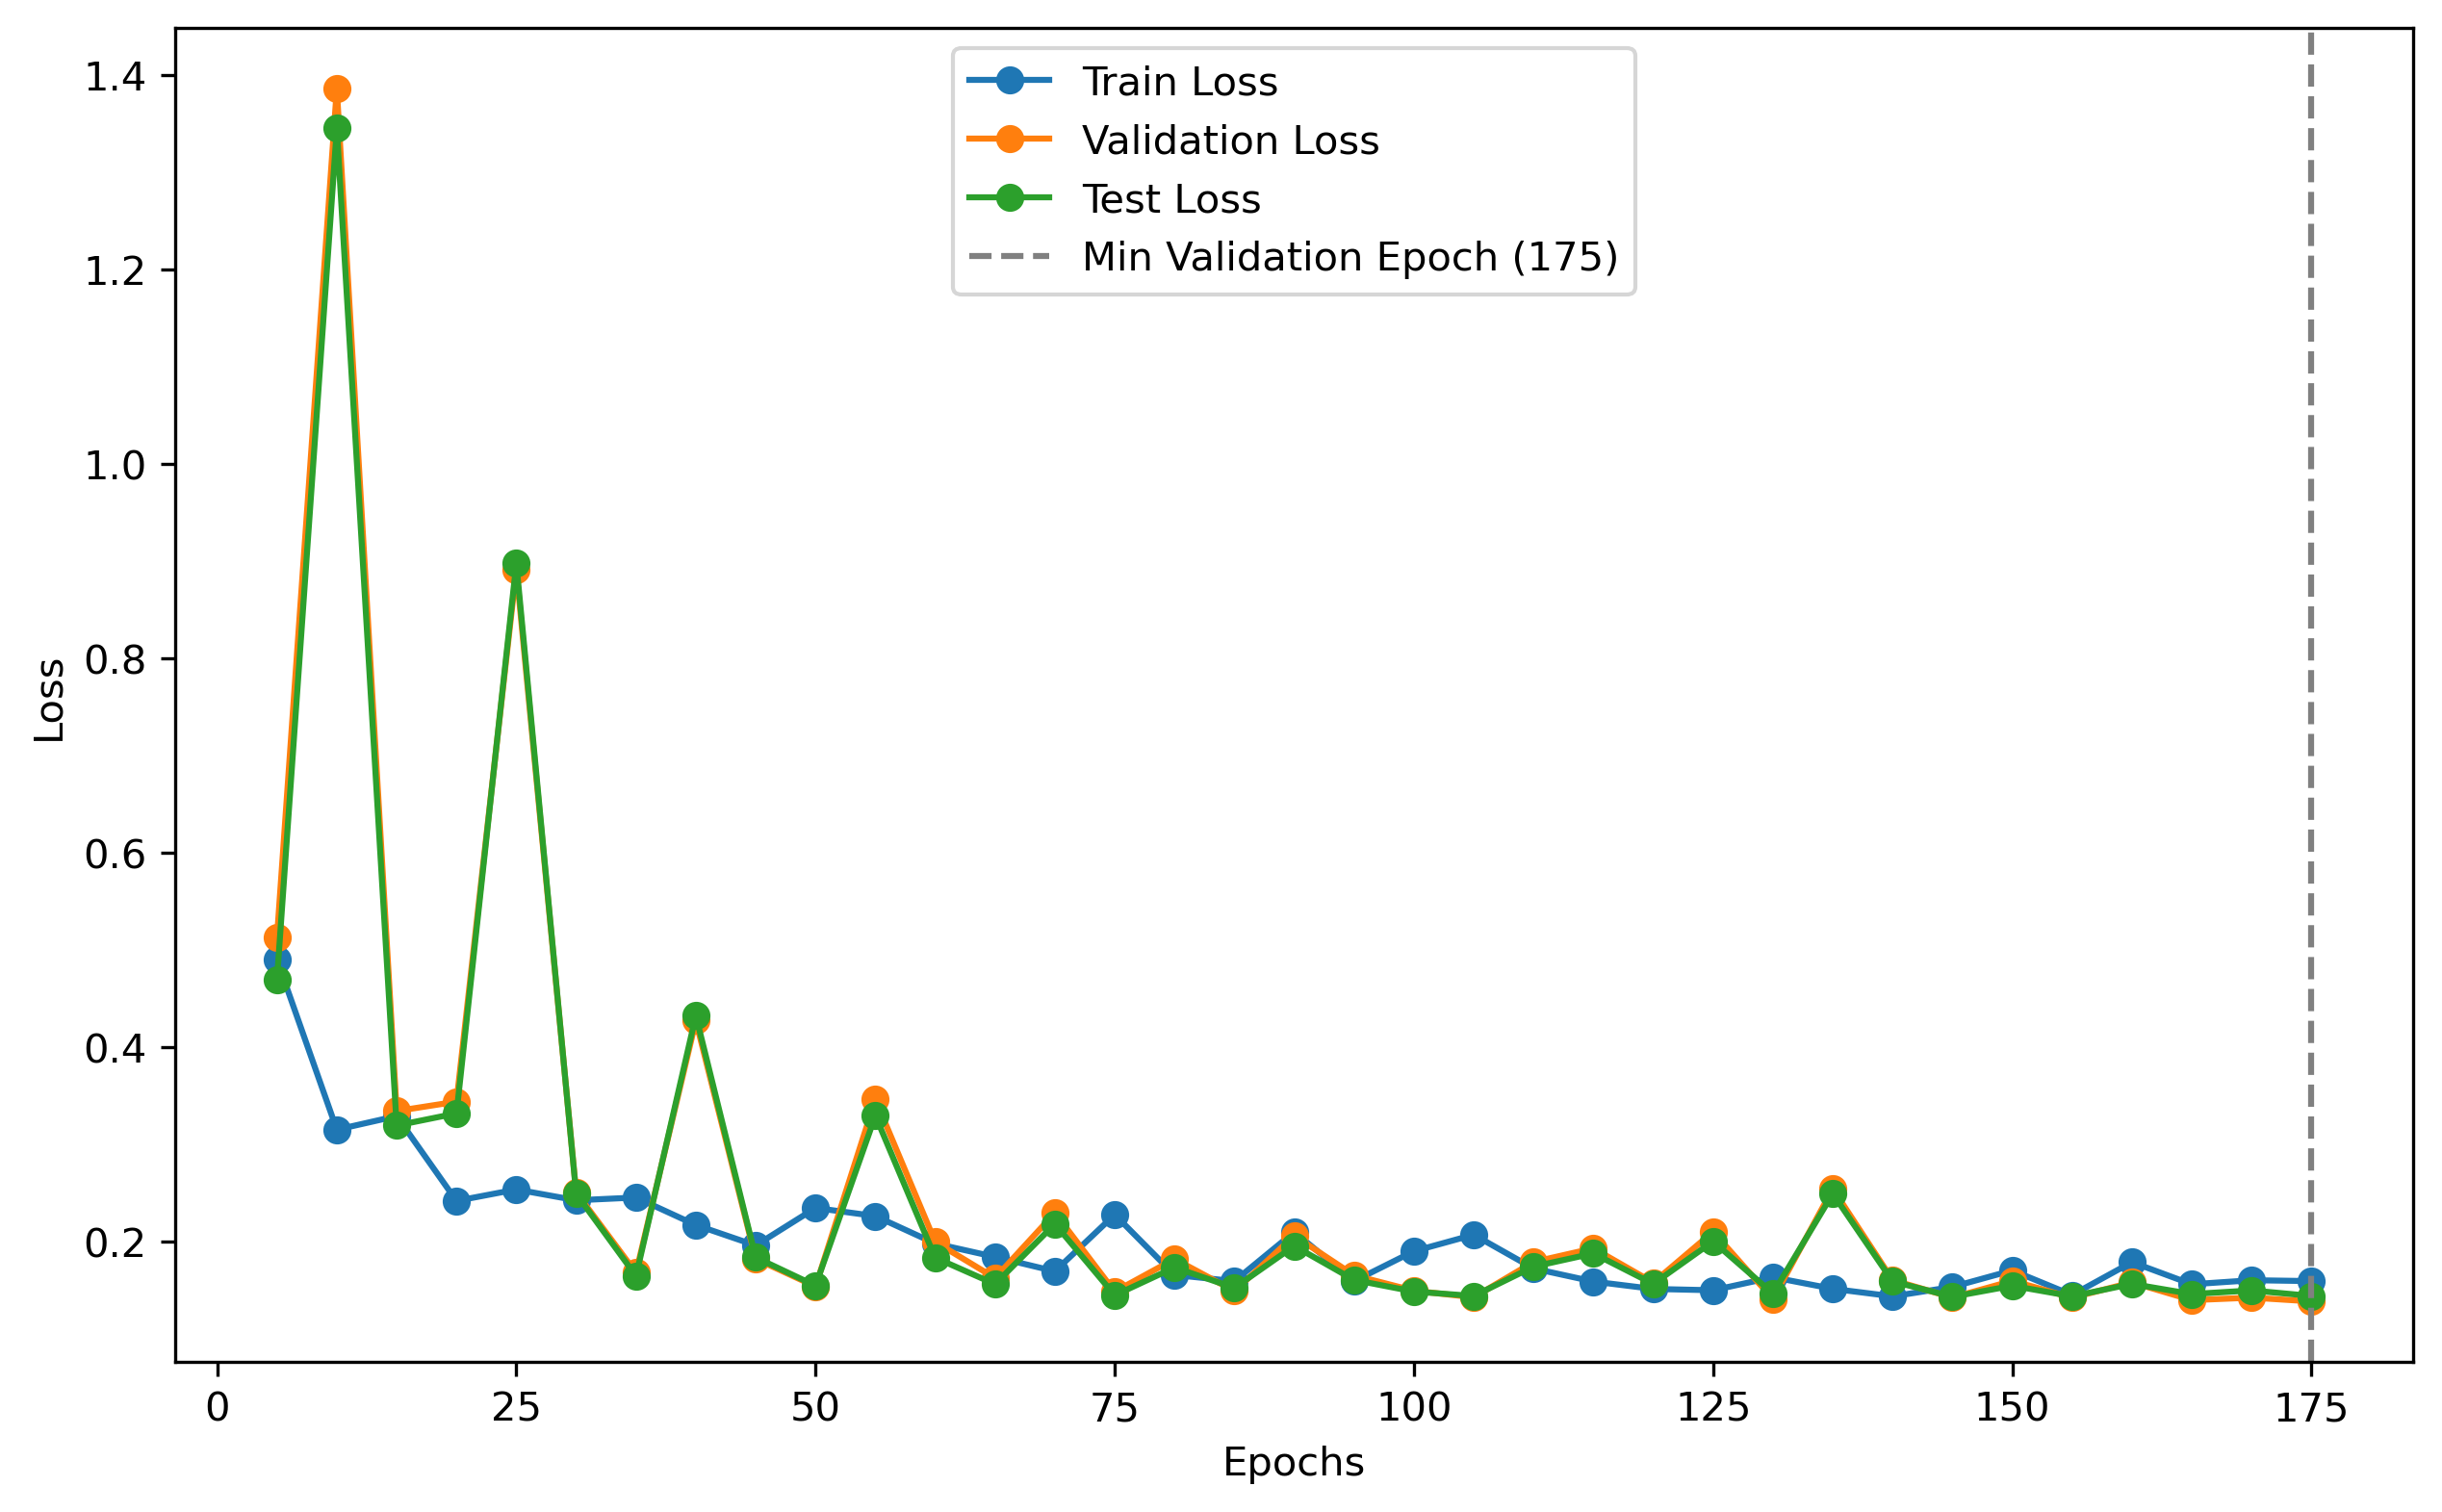 Train Loss
Validation Loss
Test Loss
Min Validation Epoch (175)
Loss
1.4
1.2
1.0
0.8
0.6
0.4
0.2
0 25 50 75 100 125 150 175
Epochs